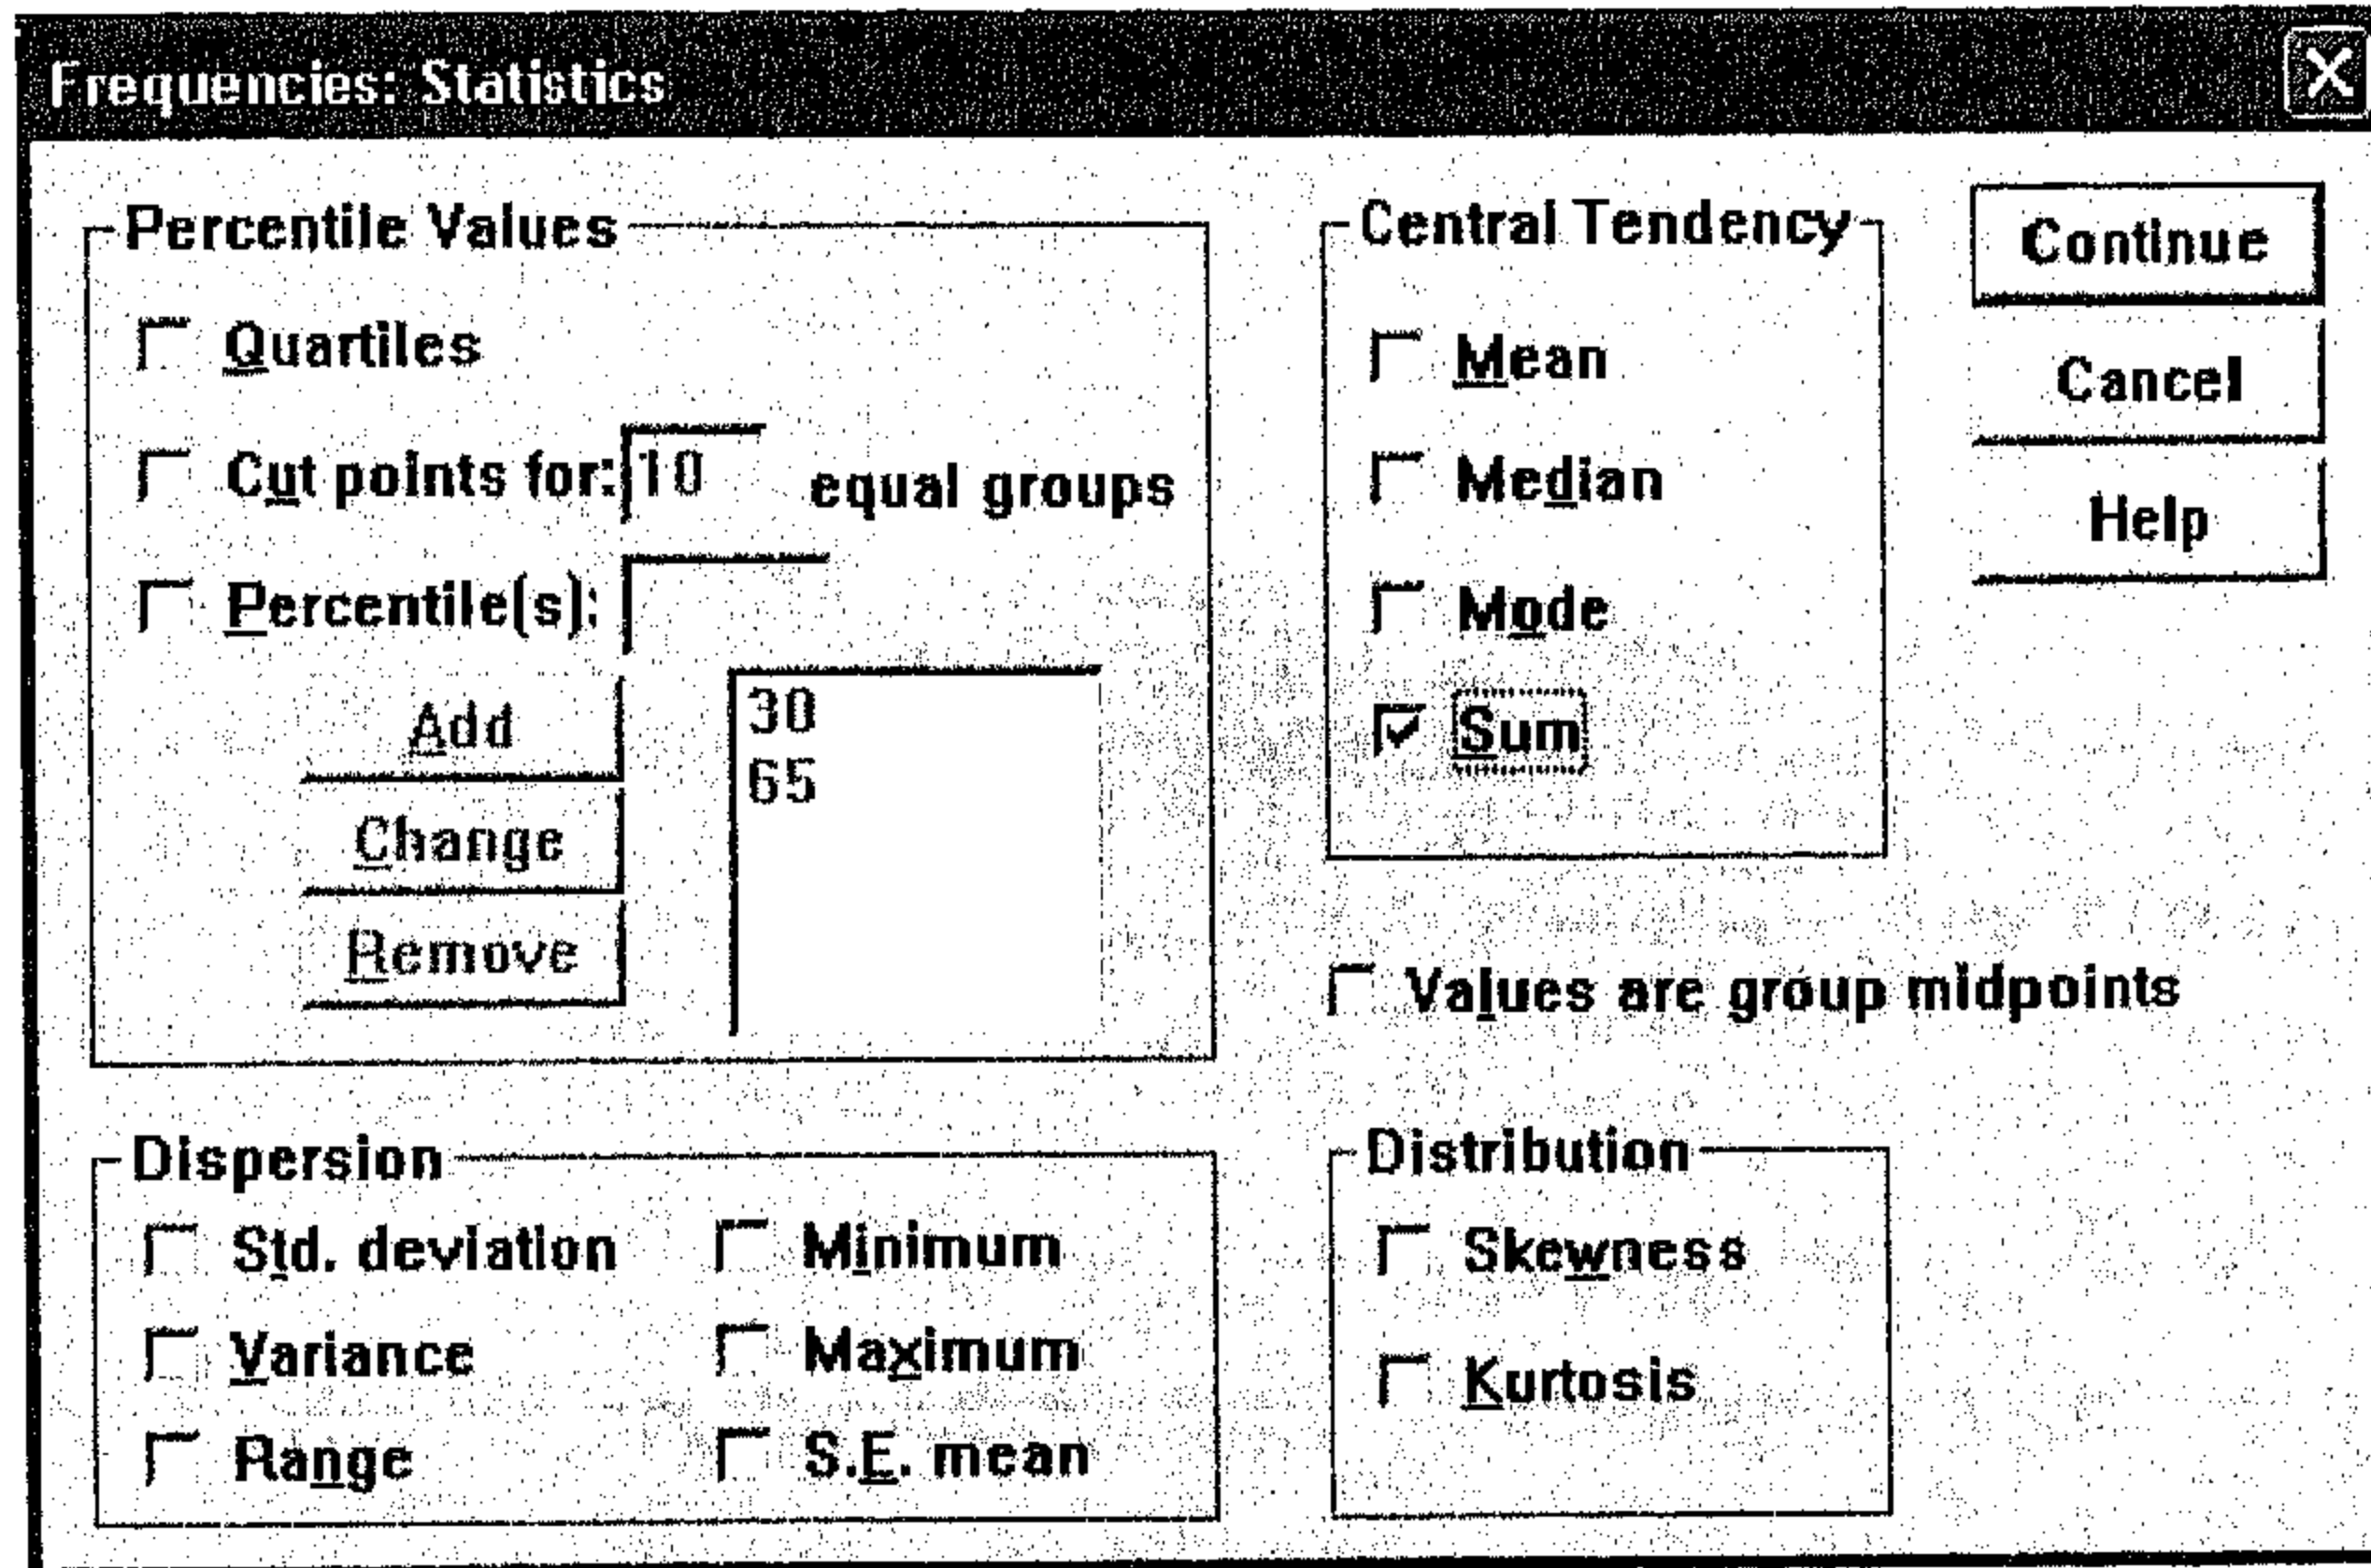 Frequencies: Statistics
Percentile Values
Quartiles
Cut points for: 10 equal groups
Percentile(s):
Add
Change
Remove
30
65
Central Tendency
Mean
Median
Mode
Sum
Continue
Cancel
Help
Values are group midpoints
Dispersion
Std. deviation
Minimum
Variance
Maximum
Range
S.E. mean
Distribution
Skewness
Kurtosis